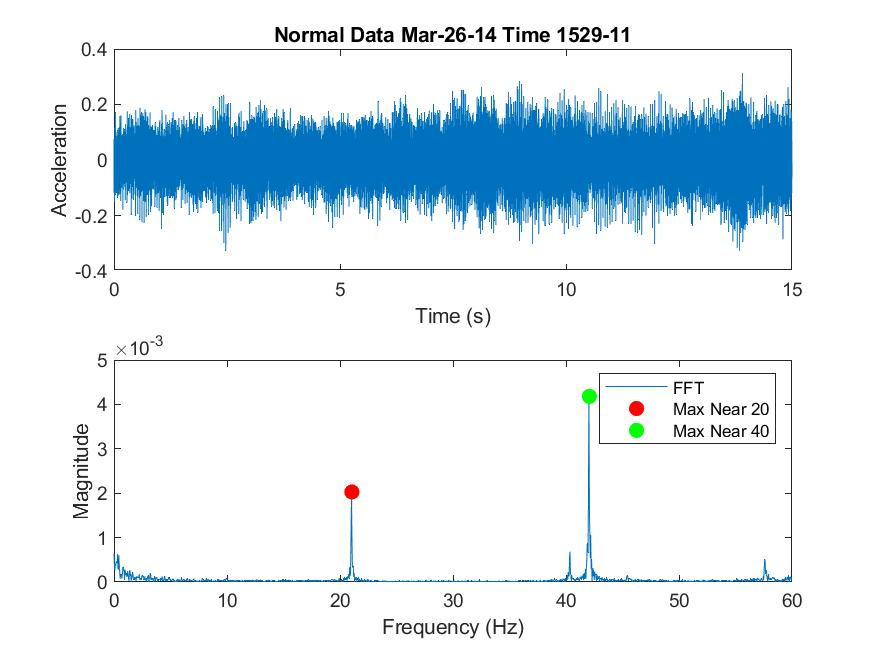 Normal Data Mar-26-14 Time 1529-11
0.4
0.2
0
-0.2
-0.4
Acceleration
0 5 10 15
Time (s)
×10-3
5
4
3
2
1
0
Magnitude
FFT
Max Near 20
Max Near 40
0 10 20 30 40 50 60
Frequency (Hz)